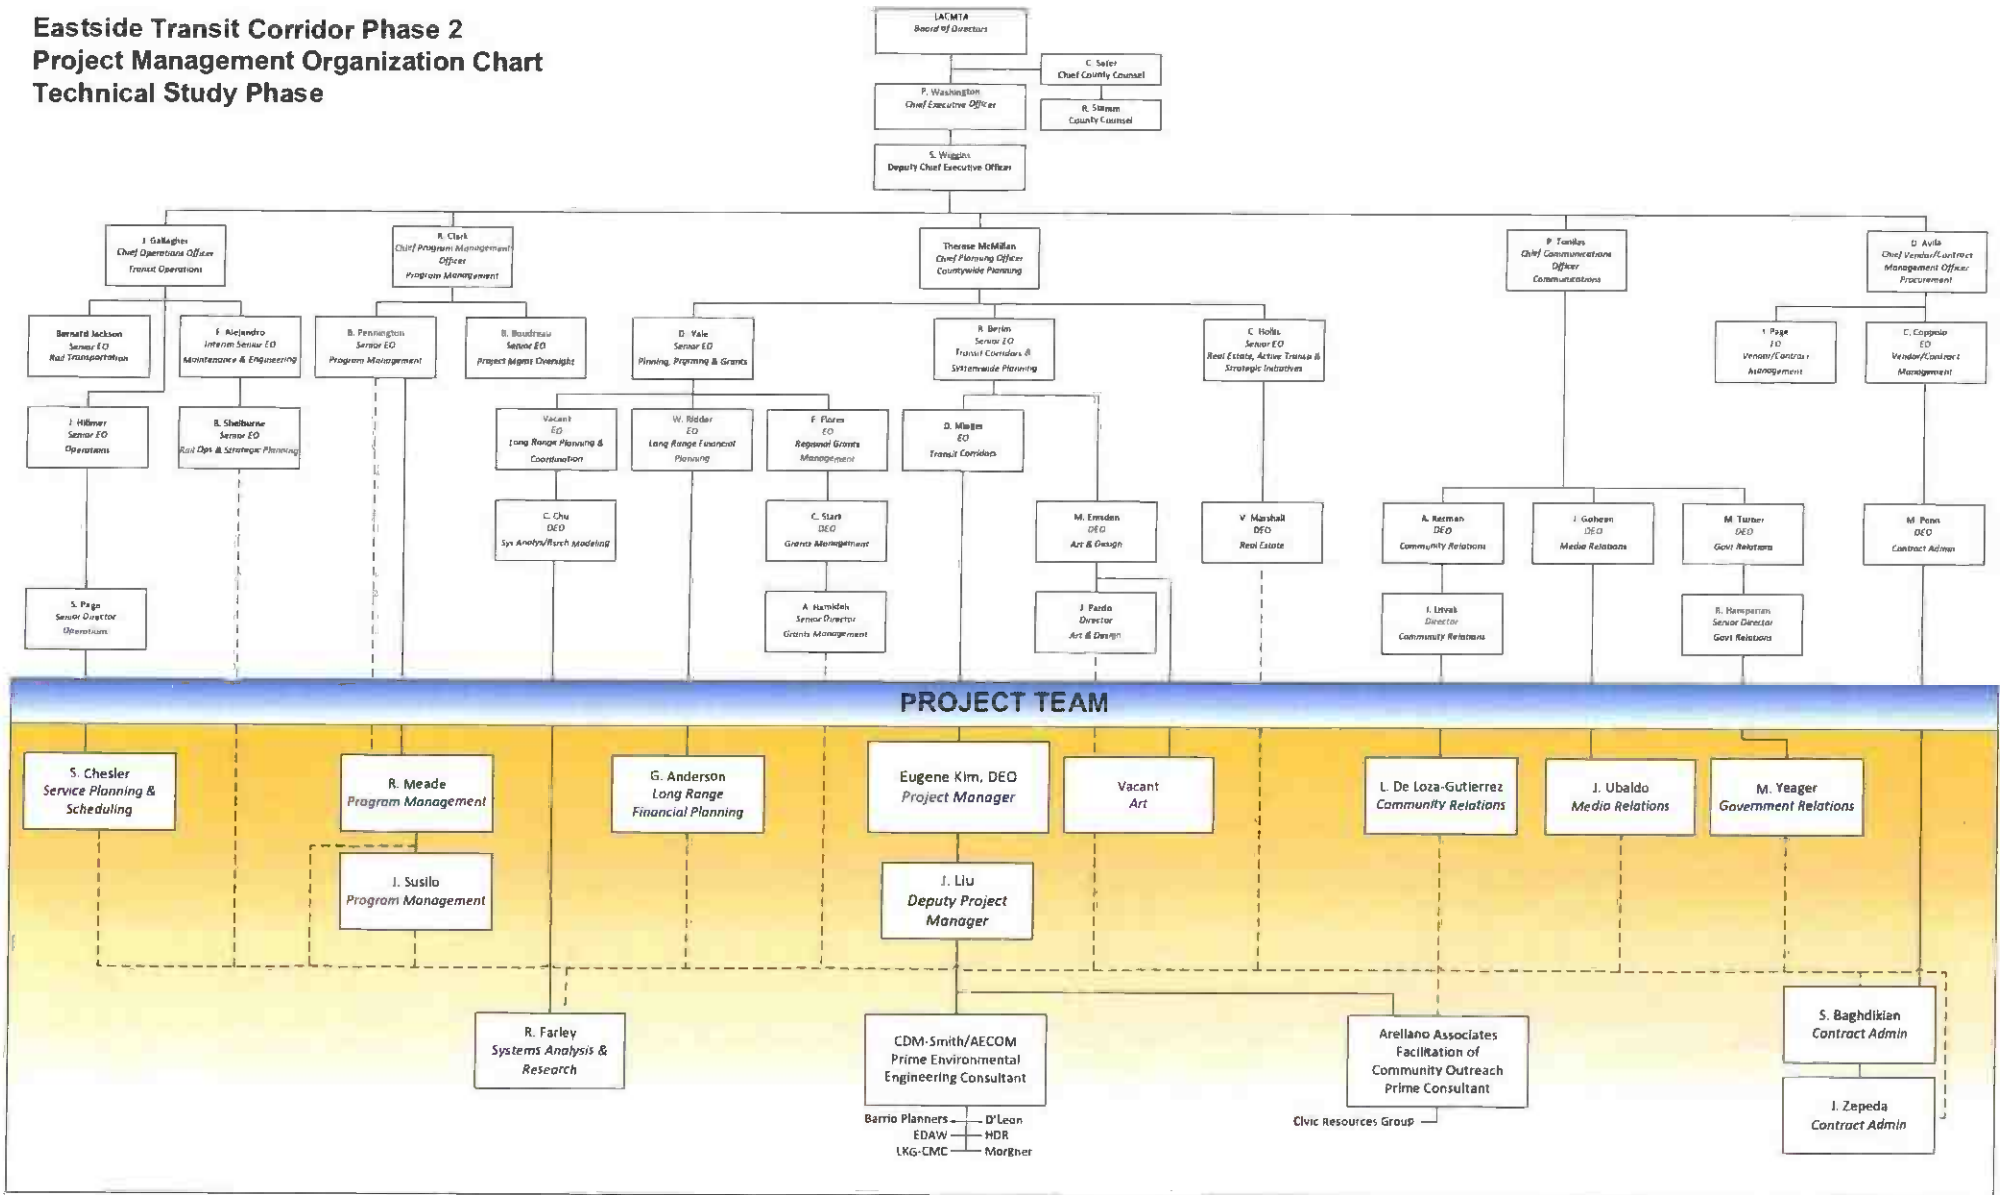 Eastside Transit Corridor Phase 2
Project Management Organization Chart
Technical Study Phase
LACMTA
Board of Directors
C. Safer
Chief County Counsel
P. Washington
Chief Executive Officer
R. Stamm
County Counsel
S. Wiggins
Deputy Chief Executive Officer
J. Gallagher
Chief Operations Officer
Transit Operations
R. Clark
Chief Program Management
Officer
Program Management
Therese McMillan
Chief Planning Officer
Countywide Planning
P. Tonilas
Chief Communications
Officer
Communications
D. Avila
Chief Vendor/Contract
Management Officer
Procurement
Bernard Jackson
Senior EO
Rail Transportation
F. Alejandro
Interim Senior EO
Maintenance & Engineering
B. Pennington
Senior EO
Program Management
B. Boudreau
Senior EO
Project Mgmt Oversight
D. Yale
Senior EO
Plnning, Prgrmng & Grants
Senior EO
Transit Corridors &
Systemwide Planning
C. Hollis
Senior EO
Real Estate, Active Transp &
Strategic Initiatives
Page
EO
Vendor/Contract
Management
C. Coppolo
EO
Vendor/Contract
Management
J. Hillmer
Senior EO
Operations
B. Shelburne
Senior EO
Rail Ops & Strategic Planning
Vacant
EO
Long Range Planning &
Coordination
W. Ridder
EO
Long Range Financial
Planning
F. Flores
EO
Regional Grants
Management
D. Mieger
EO
Transit Corridors
C. Chu
DEO
Sys Analys/Rsrch Modeling
C. Stark
DEO
Grants Management
M. Emsden
DEO
Art & Design
V. Marshall
DEO
Real Estate
A. Kerman
DEO
Community Relations
J. Goheen
DEO
Media Relations
M. Turner
DEO
Govt Relations
M. Penn
DEO
Contract Admin
S. Page
Senior Director
Operations
A. Hamideh
Senior Director
Grants Management
J. Pardo
Director
Art & Design
J. Litvak
Director
Community Relations
Senior Director
Govt Relations
PROJECT TEAM
S. Chesler
Service Planning &
Scheduling
R. Meade
Program Management
G. Anderson
Long Range
Financial Planning
Eugene Kim, DEO
Project Manager
Vacant
Art
L. De Loza-Gutierrez
Community Relations
J. Ubaldo
Media Relations
M. Yeager
Government Relations
J. Susilo
Program Management
J. Liu
Deputy Project
Manager
R. Farley
Systems Analysis &
Research
CDM-Smith/AECOM
Prime Environmental
Engineering Consultant
Arellano Associates
Facilitation of
Community Outreach
Prime Consultant
S. Baghdikian
Contract Admin
J. Zepeda
Contract Admin
Barrio Planners D'Leon
EDAW HDR
LKG-CMC Morgner
Civic Resources Group